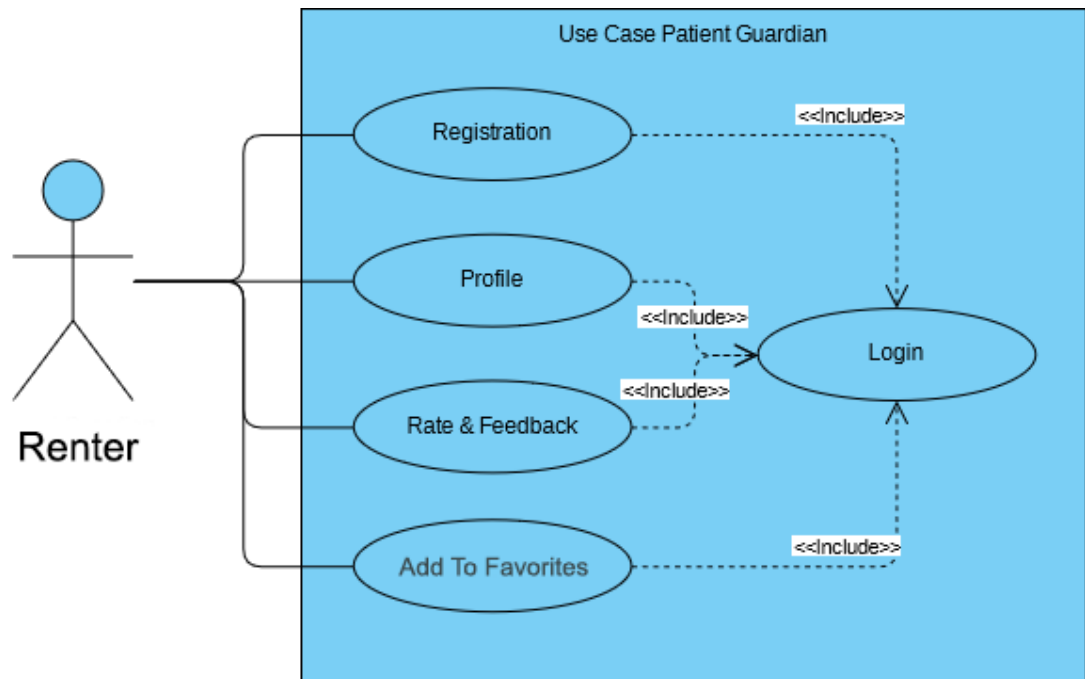 Use Case Patient Guardian
Registration
<<Include>>
Profile
<<Include>>
Login
Rate & Feedback
<<Include>>
Renter
Add To Favorites
<<Include>>